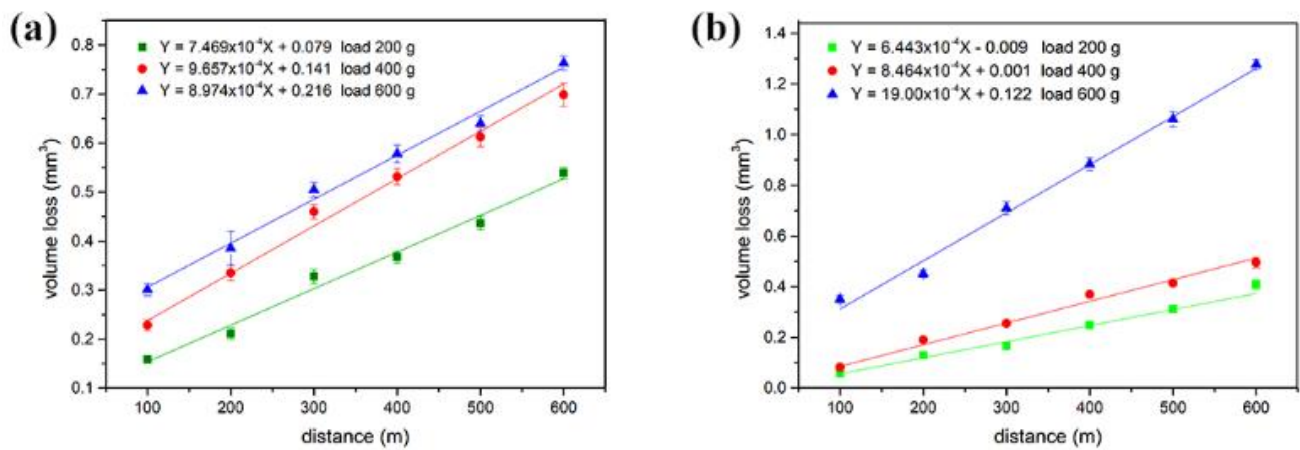 (a)
Y = 7.469x10⁻⁴X + 0.079 load 200 g
Y = 9.657x10⁻⁴X + 0.141 load 400 g
Y = 8.974x10⁻⁴X + 0.216 load 600 g
volume loss (mm³)
0.8
0.7
0.6
0.5
0.4
0.3
0.2
0.1
100 200 300 400 500 600
distance (m)
(b)
Y = 6.443x10⁻⁴X - 0.009 load 200 g
Y = 8.464x10⁻⁴X + 0.001 load 400 g
Y = 19.00x10⁻⁴X + 0.122 load 600 g
volume loss (mm³)
1.4
1.2
1.0
0.8
0.6
0.4
0.2
0.0
100 200 300 400 500 600
distance (m)